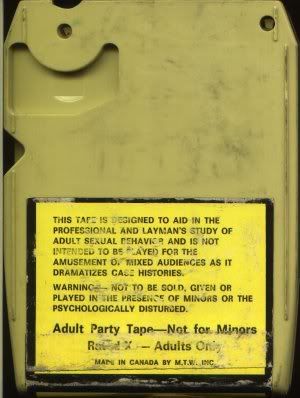 THIS TAPE IS DESIGNED TO AID IN THE
PROFESSIONAL AND LAYMAN'S STUDY OF
ADULT SEXUAL BEHAVIOR AND IS NOT
INTENDED TO BE PLAYED FOR THE
AMUSEMENT OF MIXED AUDIENCES AS IT
DRAMATIZES CASE HISTORIES.
WARNING— NOT TO BE SOLD, GIVEN OR
PLAYED IN THE PRESENCE OF MINORS OR THE
PSYCHOLOGICALLY DISTURBED.
Adult Party Tape—Not for Minors
Rated X — Adults Only
MADE IN CANADA BY M.T.W. INC.